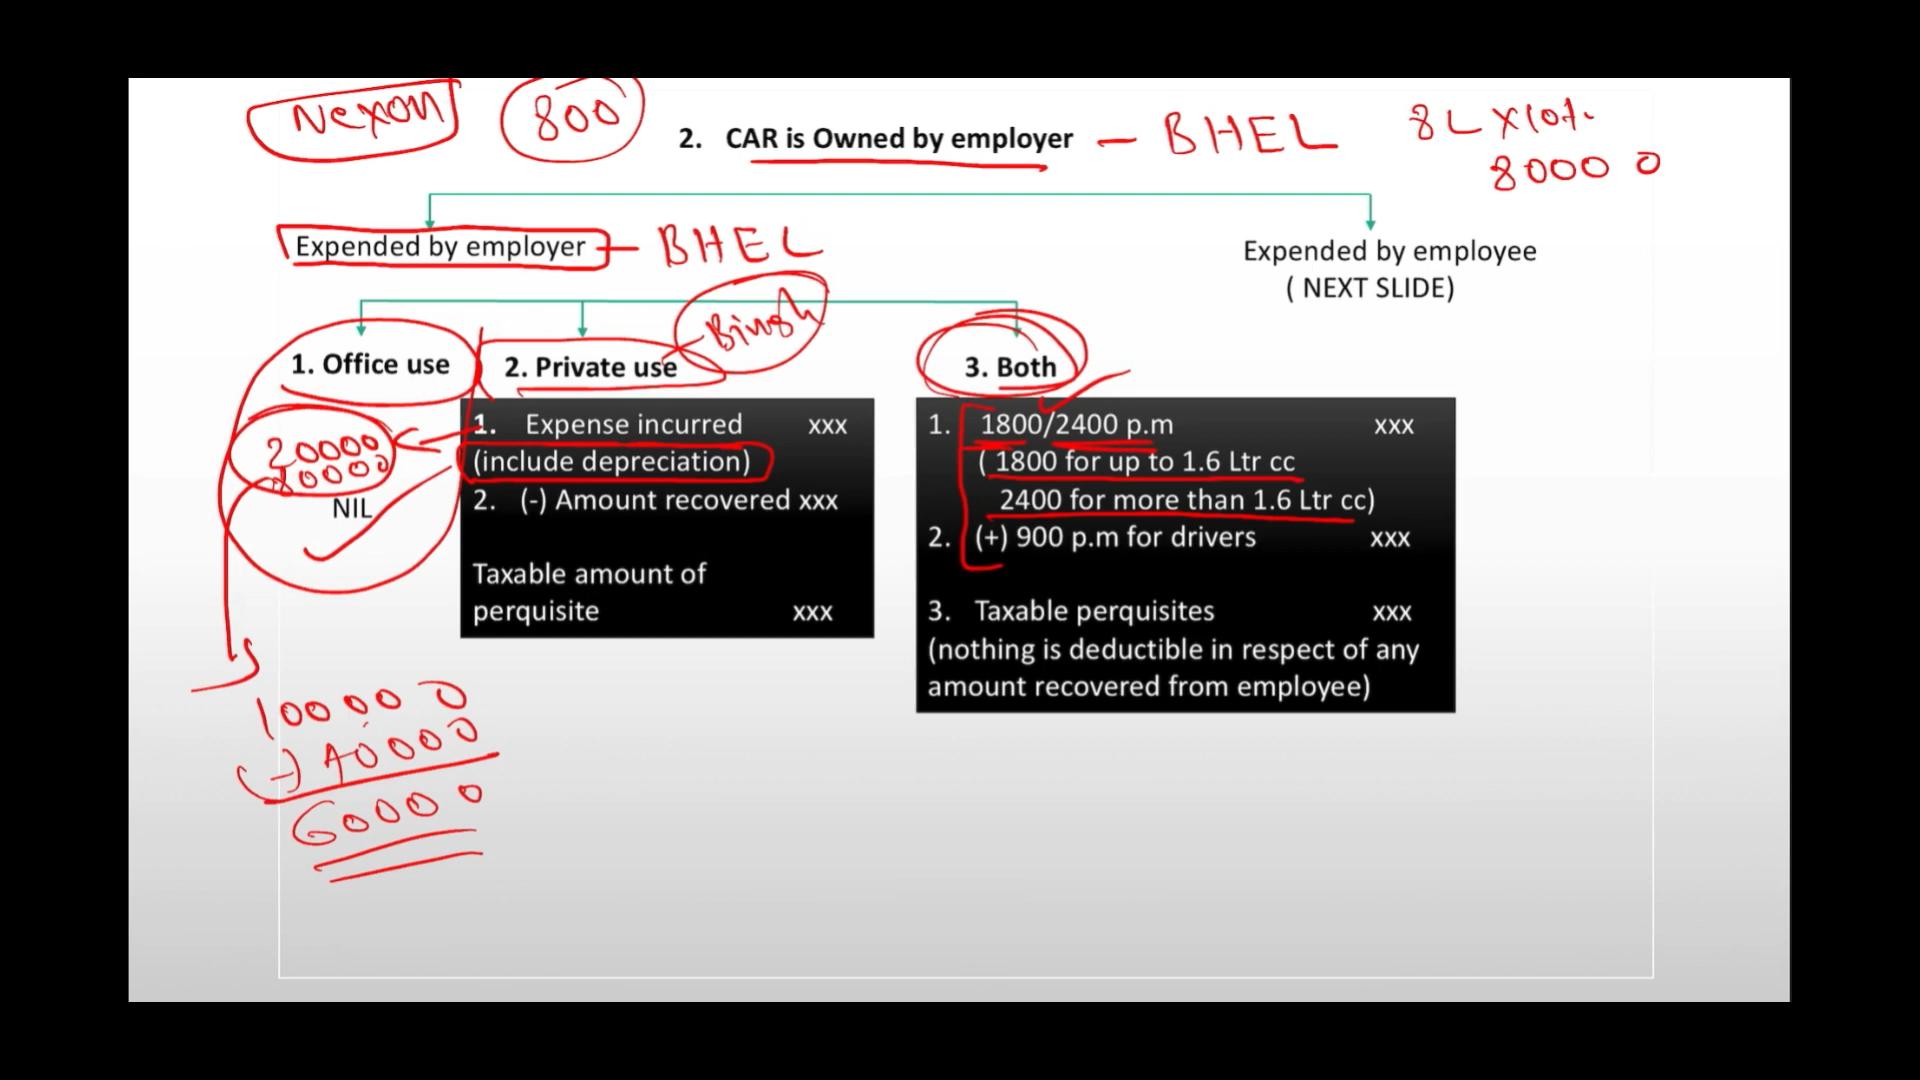 Nexon
800
2. CAR is Owned by employer — BHEL
8L X10%
80000
Expended by employer — BHEL
Expended by employee
( NEXT SLIDE)
1. Office use
2. Private use
3. Both
20000
80000
NIL
1. Expense incurred xxx
(include depreciation)
2. (-) Amount recovered xxx
Taxable amount of
perquisite xxx
1. 1800/2400 p.m xxx
( 1800 for up to 1.6 Ltr cc
2400 for more than 1.6 Ltr cc)
2. (+) 900 p.m for drivers xxx
3. Taxable perquisites xxx
(nothing is deductible in respect of any
amount recovered from employee)
100000
(-) 40000
60000